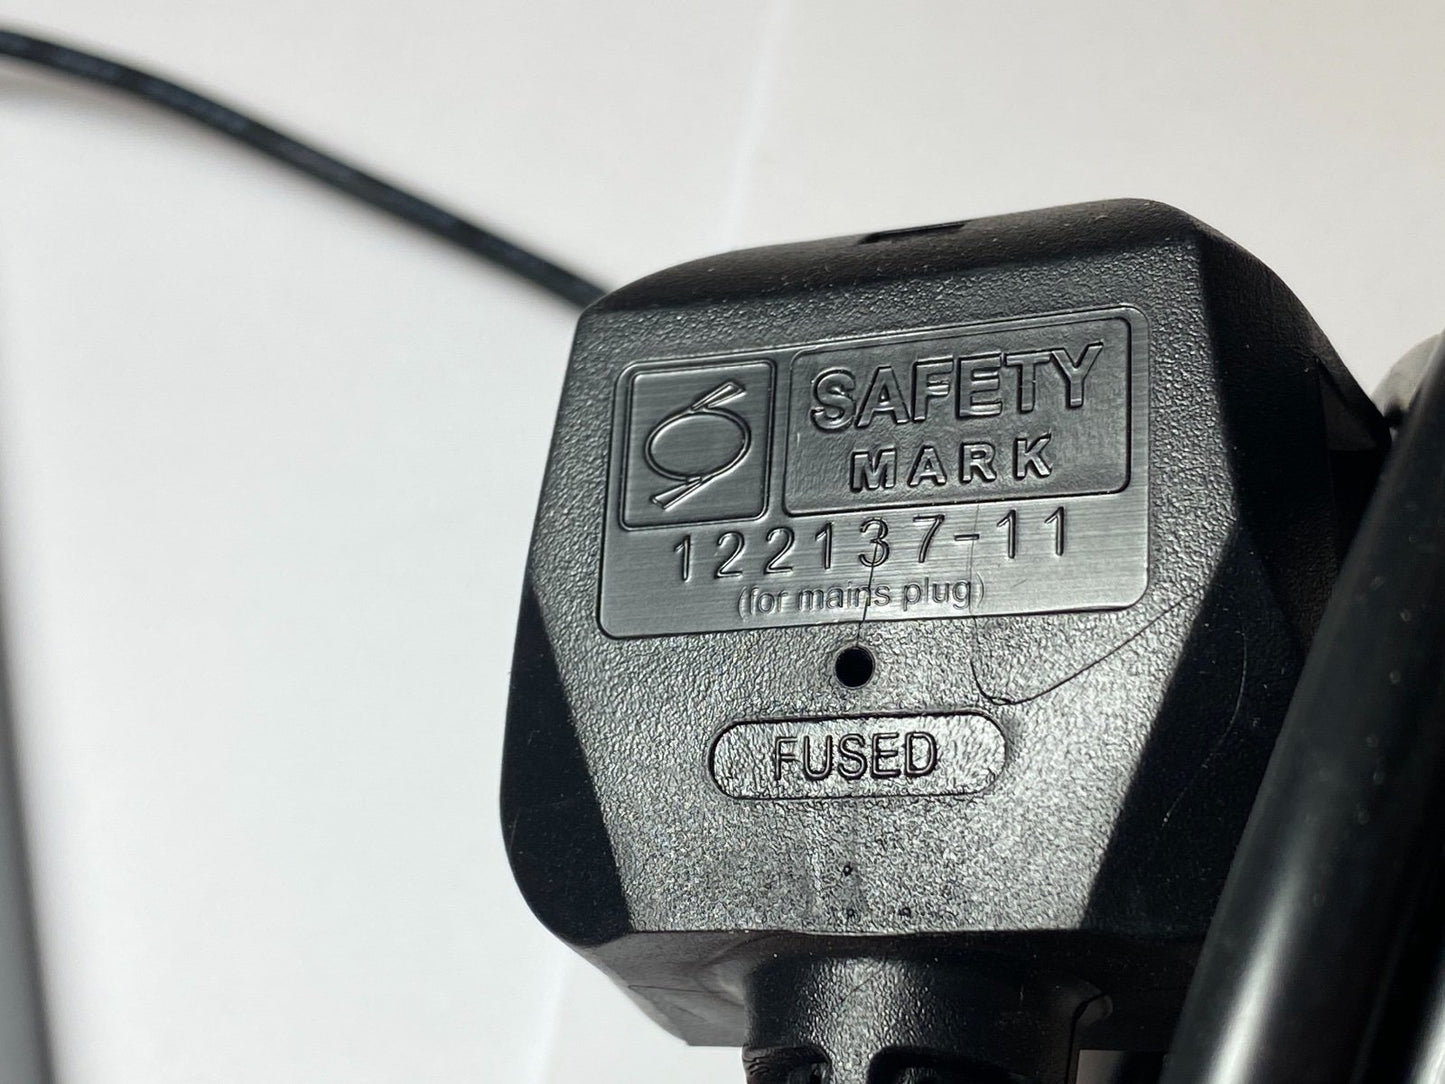 SAFETY
MARK
122137-11
(for mains plug)
FUSED